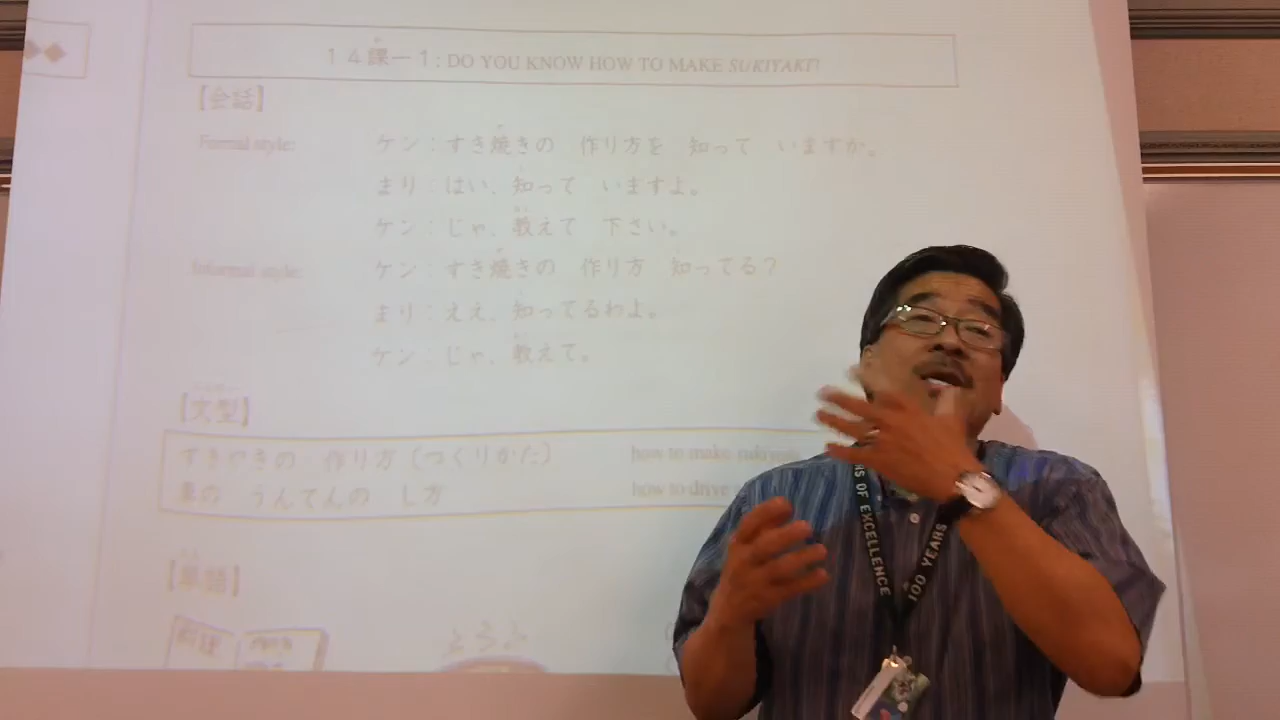 14課ー1: DO YOU KNOW HOW TO MAKE SUKIYAKI?
【会話】
Formal style: ケン：すき焼きの 作り方を 知って いますか。
まり：はい、知って いますよ。
ケン：じゃ、教えて 下さい。
Informal style: ケン：すき焼きの 作り方 知ってる？
まり：ええ、知ってるわよ。
ケン：じゃ、教えて。
【文型】
すきやきの 作り方（つくりかた） how to make sukiyaki
車の うんてんの し方 how to drive
【単語】
RS OF EXCELLENCE
100 YEARS